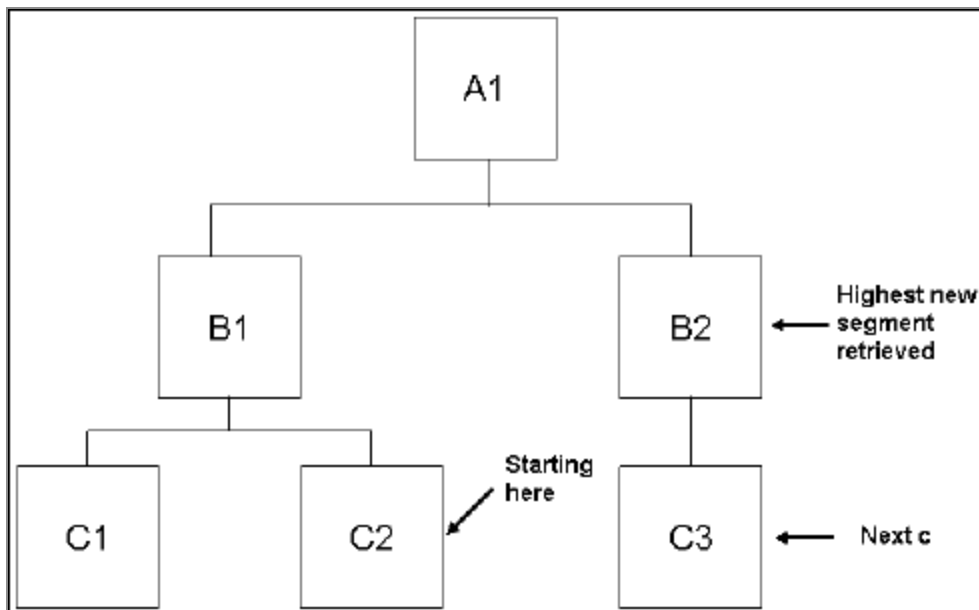 A1
B1
B2
Highest new
segment
retrieved
C1
C2
Starting
here
C3
Next c